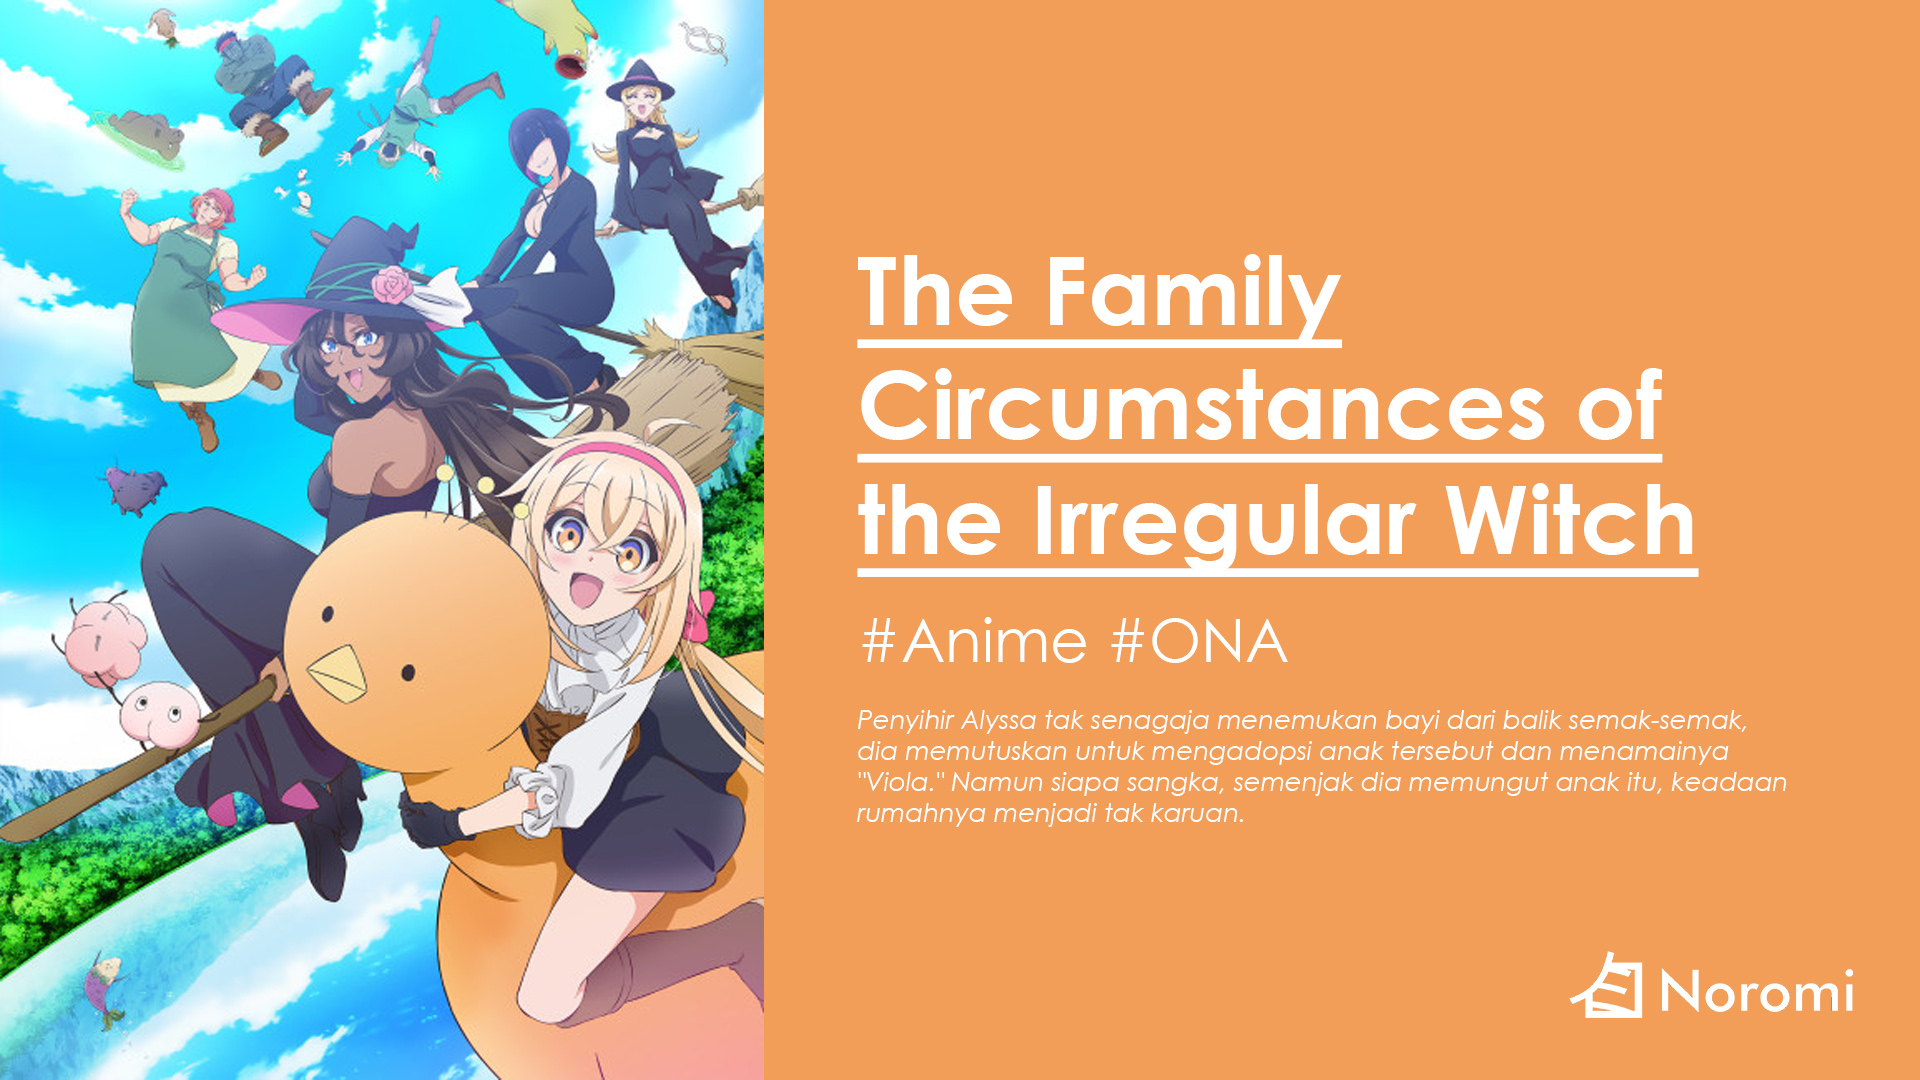 The Family
Circumstances of
the Irregular Witch
#Anime #ONA
Penyihir Alyssa tak senagaja menemukan bayi dari balik semak-semak,
dia memutuskan untuk mengadopsi anak tersebut dan menamainya
"Viola." Namun siapa sangka, semenjak dia memungut anak itu, keadaan
rumahnya menjadi tak karuan.
Noromi